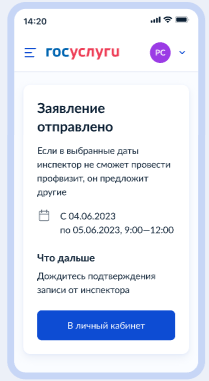 14:20
госуслуги
РС
Заявление
отправлено
Если в выбранные даты
инспектор не сможет провести
профвизит, он предложит
другие
С 04.06.2023
по 05.06.2023, 9:00—12:00
Что дальше
Дождитесь подтверждения
записи от инспектора
В личный кабинет